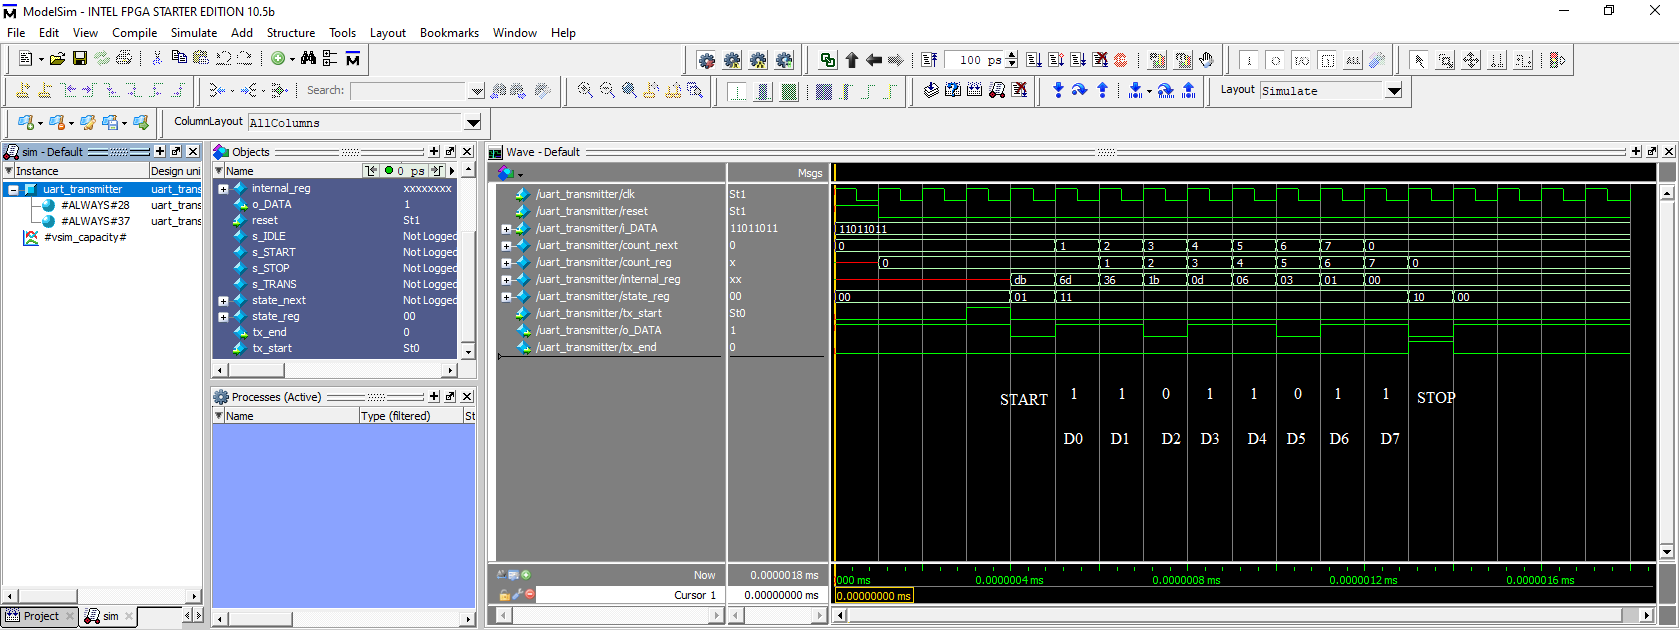 ModelSim - INTEL FPGA STARTER EDITION 10.5b
File Edit View Compile Simulate Add Structure Tools Layout Bookmarks Window Help
100 ps
Search:
Layout Simulate
ColumnLayout AllColumns
sim - Default
Instance Design uni
uart_transmitter uart_trans
#ALWAYS#28 uart_trans
#ALWAYS#37 uart_trans
#vsim_capacity#
Project sim
Objects
Name 0 ps
internal_reg xxxxxxxx
o_DATA 1
reset St1
s_IDLE Not Logged
s_START Not Logged
s_STOP Not Logged
s_TRANS Not Logged
state_next Not Logged
state_reg 00
tx_end 0
tx_start St0
Processes (Active)
Name Type (filtered) St
Wave - Default
Msgs
/uart_transmitter/clk St1
/uart_transmitter/reset St1
/uart_transmitter/i_DATA 11011011 11011011
/uart_transmitter/count_next 0 0 1 2 3 4 5 6 7 0
/uart_transmitter/count_reg x 0 1 2 3 4 5 6 7 0
/uart_transmitter/internal_reg xx db 6d 36 1b 0d 06 03 01 00
/uart_transmitter/state_reg 00 00 01 11 10 00
/uart_transmitter/tx_start St0
/uart_transmitter/o_DATA 1
/uart_transmitter/tx_end 0
START 1 1 0 1 1 0 1 1 STOP
D0 D1 D2 D3 D4 D5 D6 D7
Now 0.0000018 ms 000 ms 0.0000004 ms 0.0000008 ms 0.0000012 ms 0.0000016 ms
Cursor 1 0.00000000 ms 0.00000000 ms